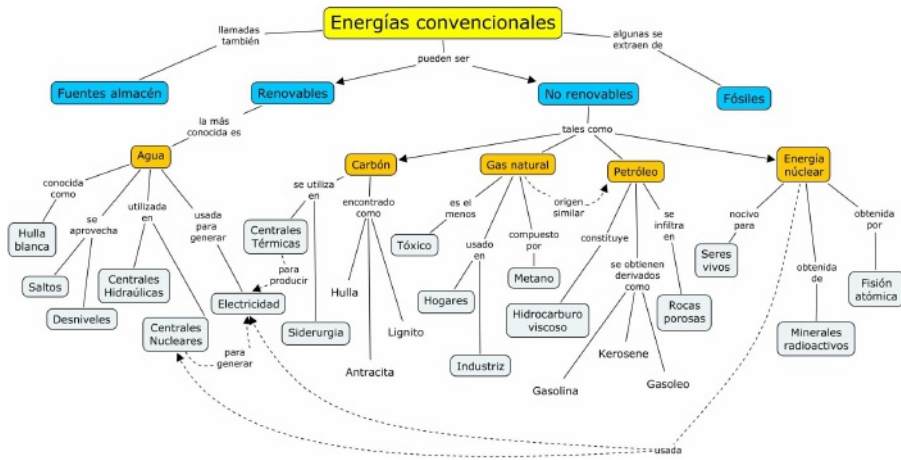 Energías convencionales
llamadas
también
algunas se
extraen de
pueden ser
Fuentes almacén
Renovables
No renovables
Fósiles
la más
conocida es
tales como
Agua
Carbón
Gas natural
Petróleo
Energía
núclear
conocida
como
se
aprovecha
utilizada
en
usada
para generar
se utiliza
en
encontrado
como
es el
menos
origen
similar
compuesto
por
usado
en
constituye
se
infiltra
en
se obtienen
derivados
como
nocivo
para
obtenida
de
obtenida
por
Hulla
blanca
Saltos
Desniveles
Centrales
Hidraúlicas
Centrales
Nucleares
para
generar
Electricidad
Centrales
Térmicas
para
producir
Siderurgia
Hulla
Antracita
Lignito
Tóxico
Hogares
Industriz
Metano
Hidrocarburo
viscoso
Gasolina
Kerosene
Gasoleo
Rocas
porosas
Seres
vivos
Minerales
radioactivos
Fisión
atómica
usada